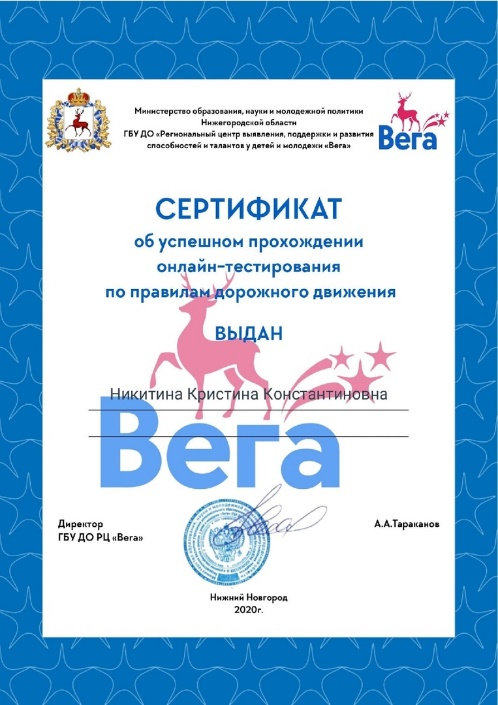 Министерство образования, науки и молодежной политики
Нижегородской области
ГБУ ДО «Региональный центр выявления, поддержки и развития
способностей и талантов у детей и молодежи «Вега»
Вега
СЕРТИФИКАТ
об успешном прохождении
онлайн-тестирования
по правилам дорожного движения
ВЫДАН
Никитина Кристина Константиновна
Вега
Директор
ГБУ ДО РЦ «Вега»
А.А.Тараканов
Нижний Новгород
2020г.